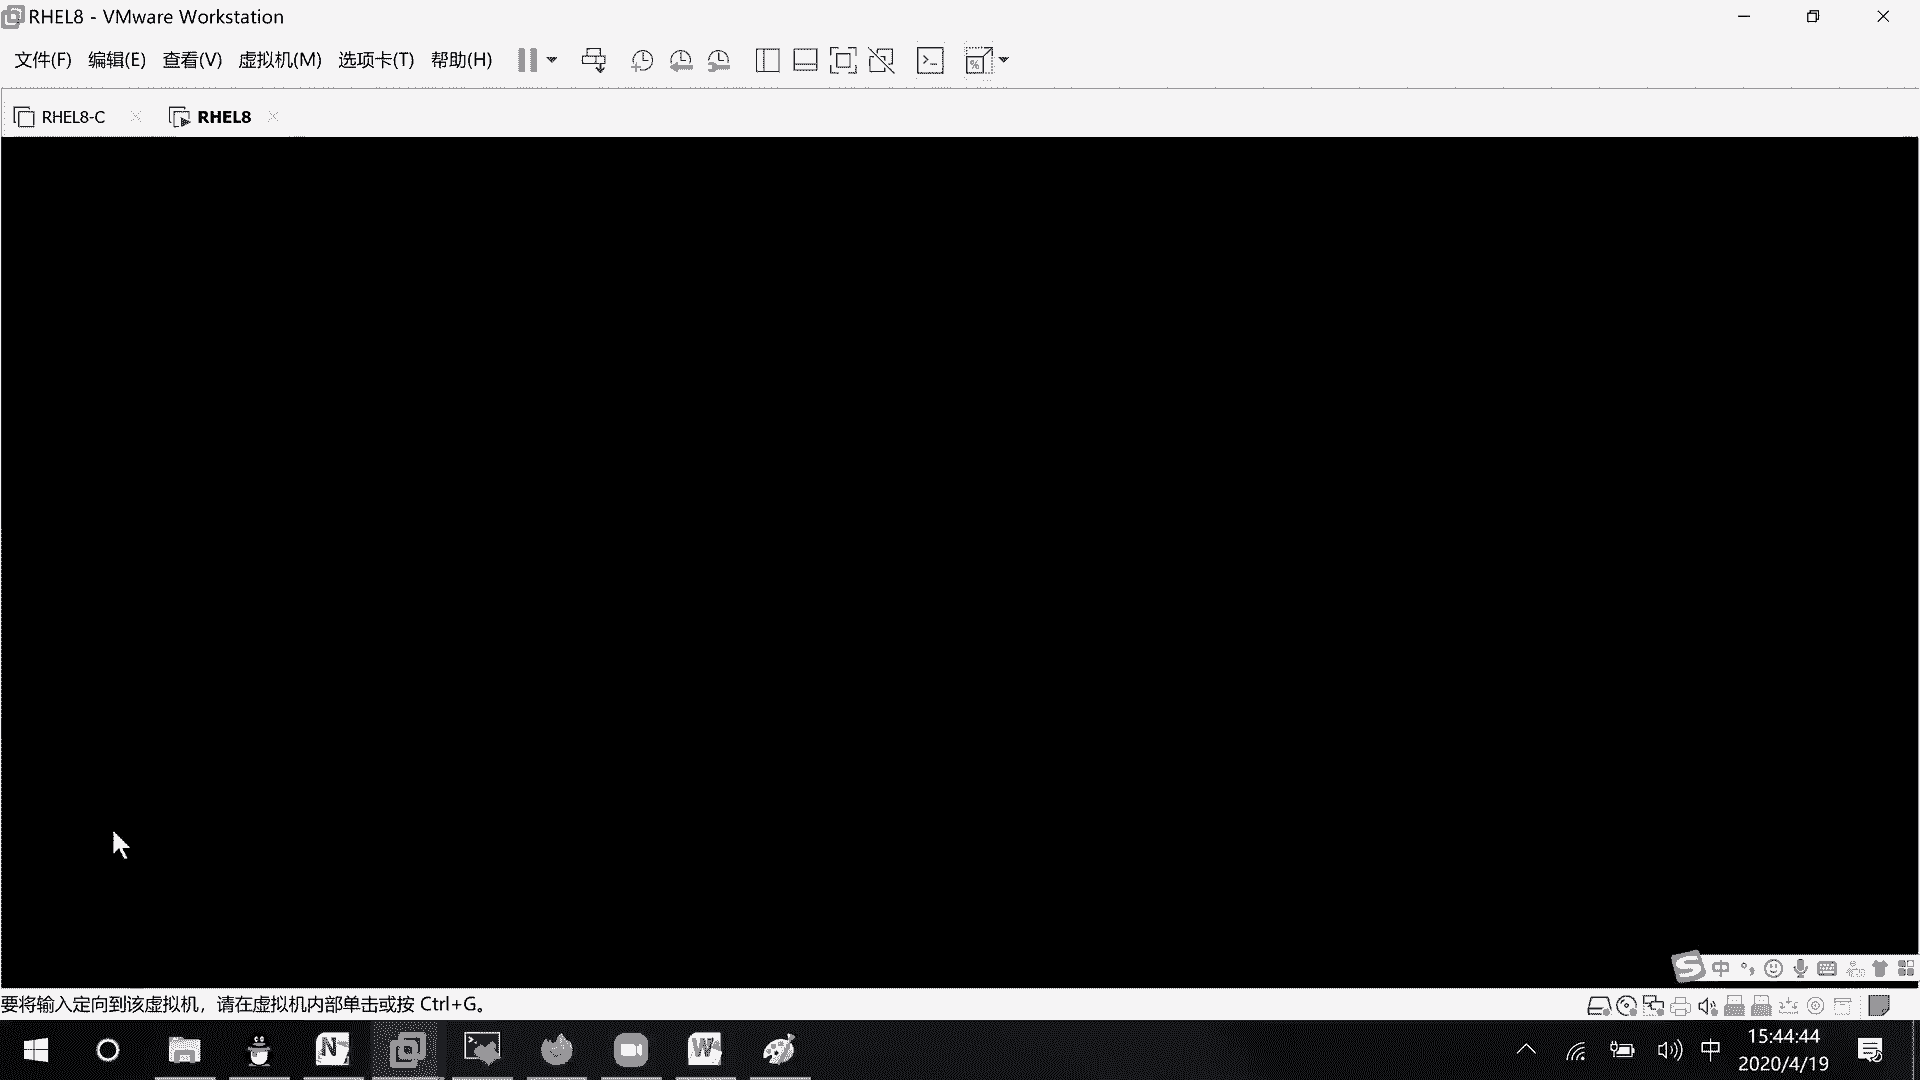 RHEL8 - VMware Workstation
文件(F) 编辑(E) 查看(V) 虚拟机(M) 选项卡(T) 帮助(H)
RHEL8-C RHEL8
中
要将输入定向到该虚拟机，请在虚拟机内部单击或按 Ctrl+G。
中 15:44:44
2020/4/19